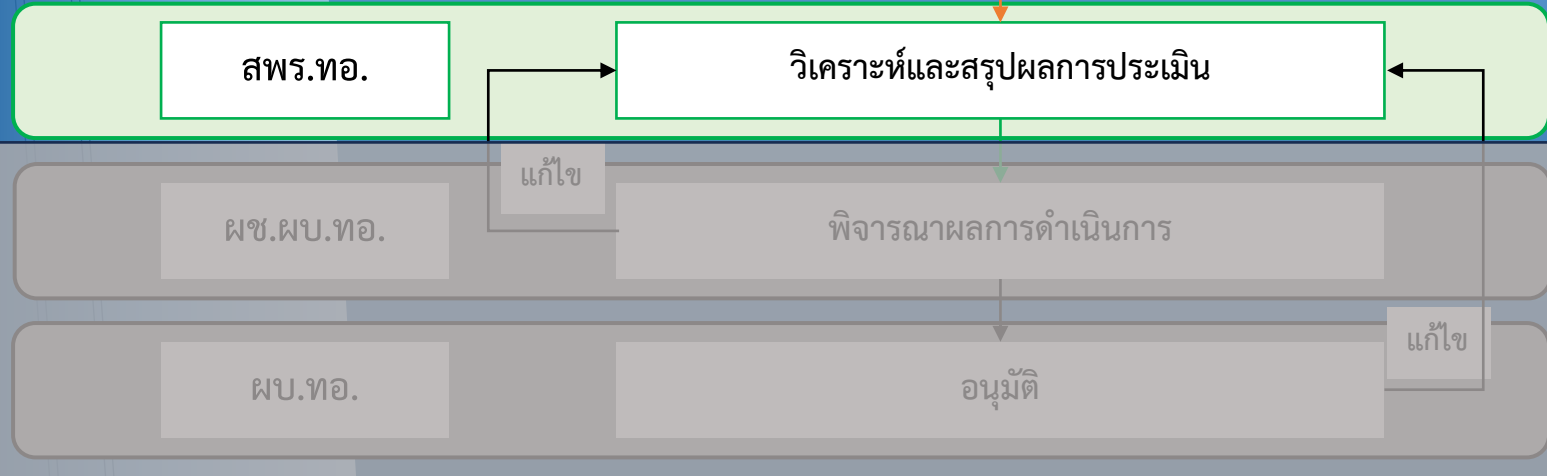 สพร.ทอ.
วิเคราะห์และสรุปผลการประเมิน
แก้ไข
ผช.ผบ.ทอ.
พิจารณาผลการดำเนินการ
แก้ไข
ผบ.ทอ.
อนุมัติ